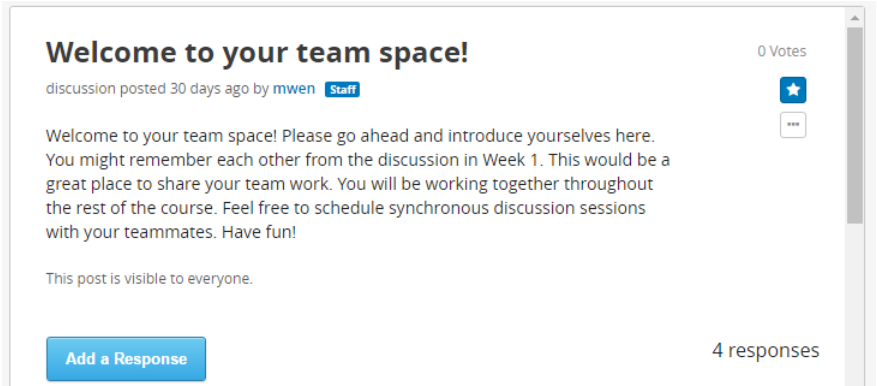 Welcome to your team space!
0 Votes
discussion posted 30 days ago by mwen Staff
Welcome to your team space! Please go ahead and introduce yourselves here.
You might remember each other from the discussion in Week 1. This would be a
great place to share your team work. You will be working together throughout
the rest of the course. Feel free to schedule synchronous discussion sessions
with your teammates. Have fun!
This post is visible to everyone.
Add a Response
4 responses